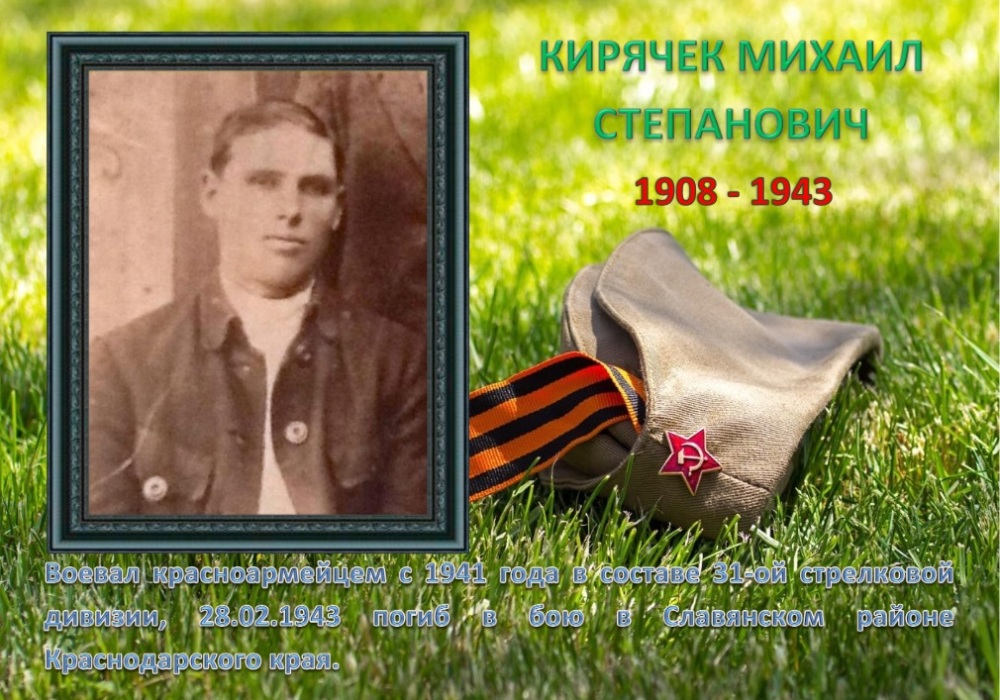 КИРЯЧЕК МИХАИЛ
СТЕПАНОВИЧ
1908 - 1943
Воевал красноармейцем с 1941 года в составе 31-ой стрелковой
дивизии, 28.02.1943 погиб в бою в Славянском районе
Краснодарского края.